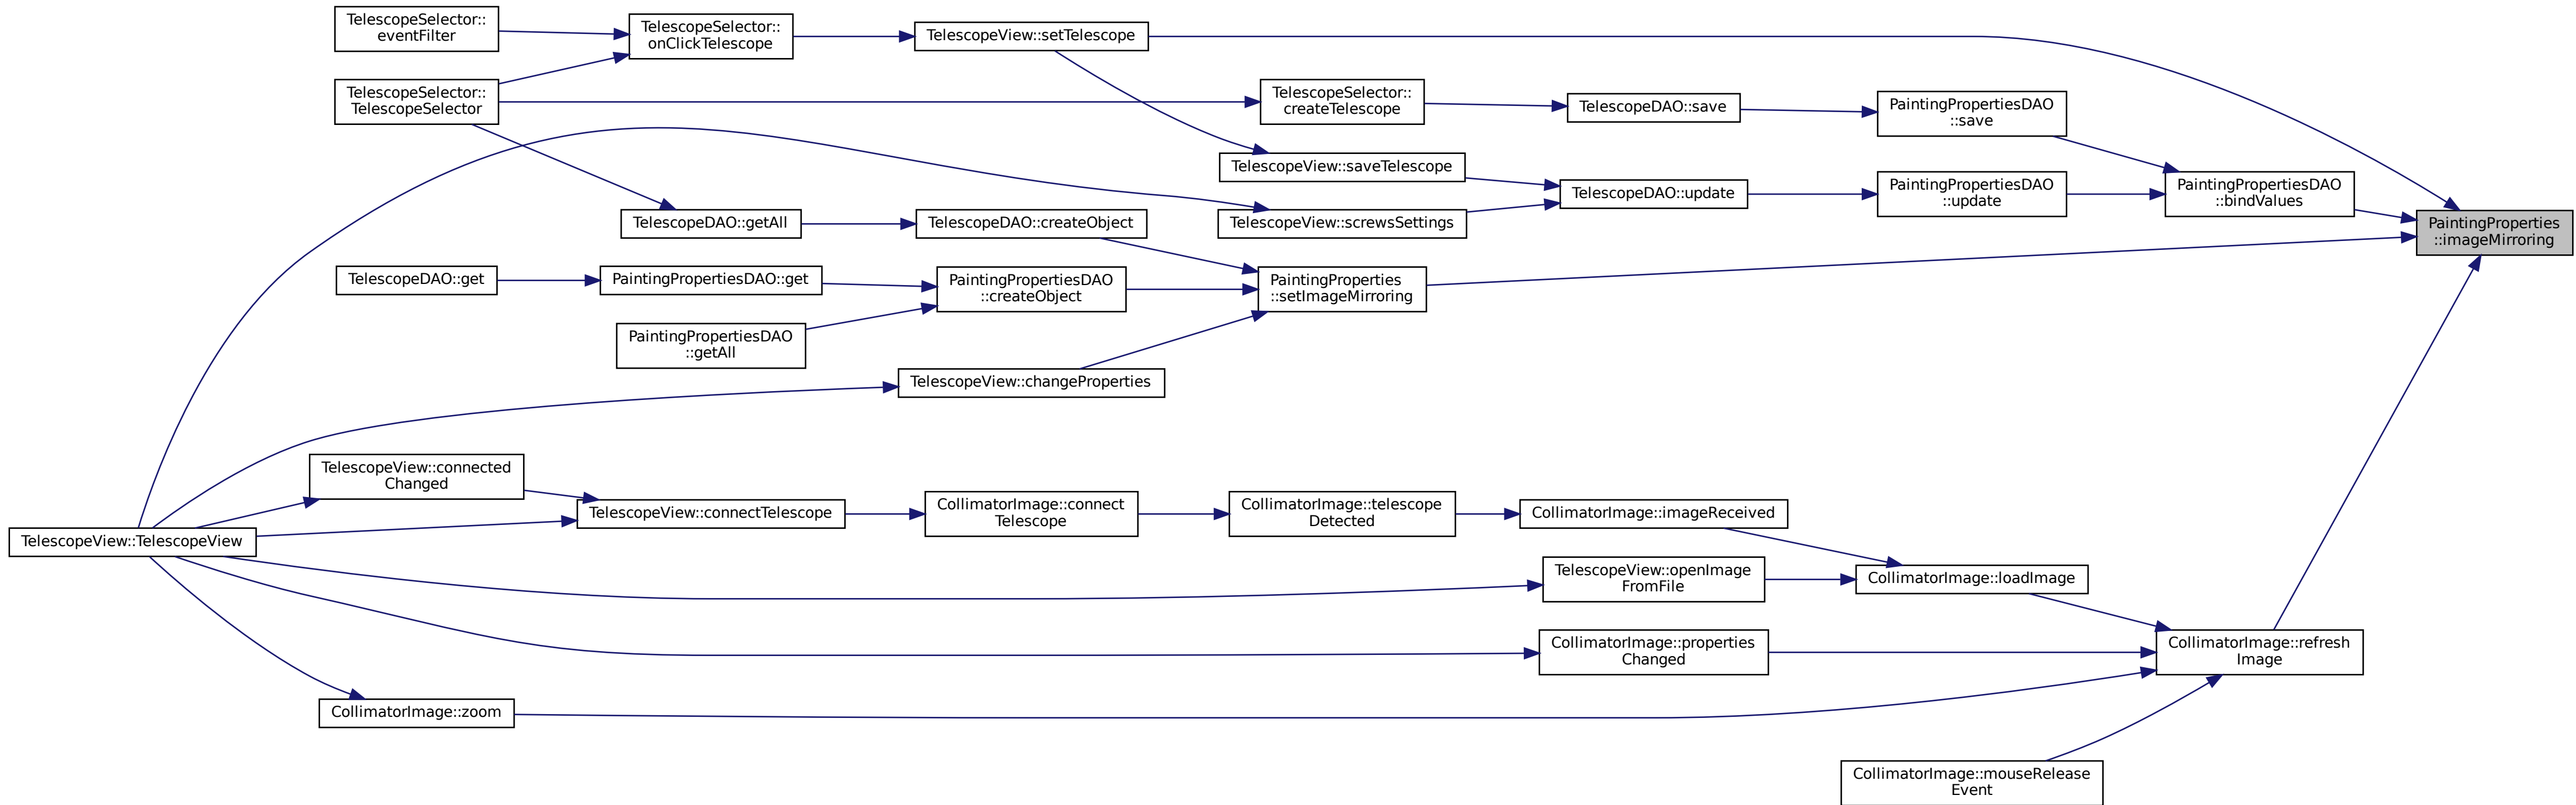 TelescopeSelector::
eventFilter
TelescopeSelector::
onClickTelescope
TelescopeView::setTelescope
TelescopeSelector::
TelescopeSelector
TelescopeSelector::
createTelescope
TelescopeDAO::save
PaintingPropertiesDAO
::save
TelescopeView::saveTelescope
TelescopeDAO::update
PaintingPropertiesDAO
::update
PaintingPropertiesDAO
::bindValues
TelescopeDAO::getAll
TelescopeDAO::createObject
TelescopeView::screwsSettings
PaintingProperties
::imageMirroring
TelescopeDAO::get
PaintingPropertiesDAO::get
PaintingPropertiesDAO
::createObject
PaintingProperties
::setImageMirroring
PaintingPropertiesDAO
::getAll
TelescopeView::changeProperties
TelescopeView::connected
Changed
TelescopeView::connectTelescope
CollimatorImage::connect
Telescope
CollimatorImage::telescope
Detected
CollimatorImage::imageReceived
TelescopeView::TelescopeView
TelescopeView::openImage
FromFile
CollimatorImage::loadImage
CollimatorImage::properties
Changed
CollimatorImage::refresh
Image
CollimatorImage::zoom
CollimatorImage::mouseRelease
Event